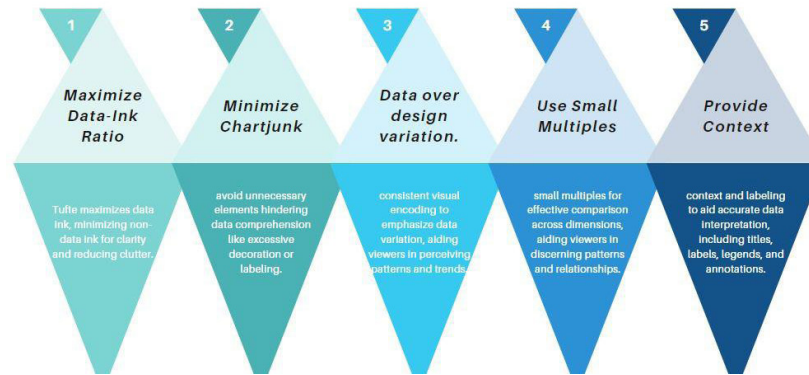 1
Maximize
Data-Ink
Ratio
Tufte maximizes data
ink, minimizing non-
data ink for clarity
and reducing clutter.
2
Minimize
Chartjunk
avoid unnecessary
elements hindering
data comprehension
like excessive
decoration or
labeling.
3
Data over
design
variation.
consistent visual
encoding to
emphasize data
variation, aiding
viewers in perceiving
patterns and trends.
4
Use Small
Multiples
small multiples for
effective comparison
across dimensions,
aiding viewers in
discerning patterns
and relationships.
5
Provide
Context
context and labeling
to aid accurate data
interpretation,
including titles,
labels, legends, and
annotations.